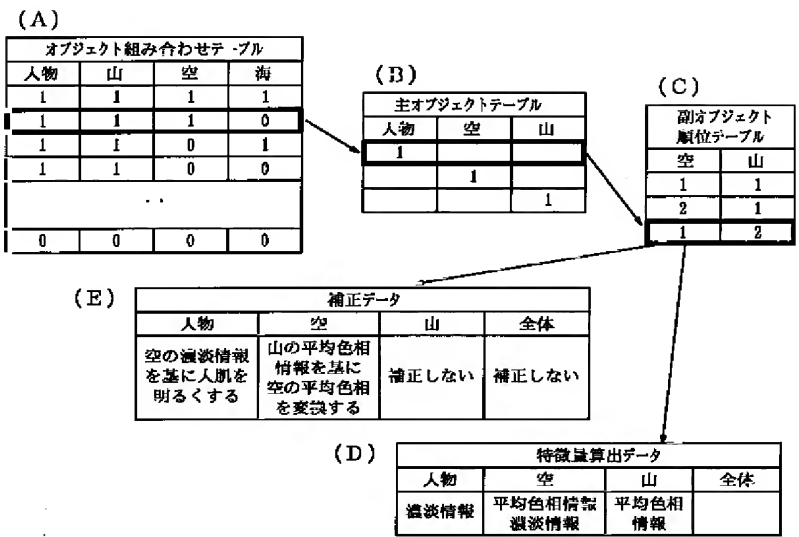 (A)
オブジェクト組み合わせテーブル
人物 山 空 海
1 1 1 1
1 1 1 0
1 1 0 1
1 1 0 0
‥
0 0 0 0
(B)
主オブジェクトテーブル
人物 空 山
1
1
1
(C)
副オブジェクト
順位テーブル
空 山
1 1
2 1
1 2
(E)
補正データ
人物 空 山 全体
空の濃淡情報
を基に人肌を
明るくする
山の平均色相
情報を基に
空の平均色相
を変換する
補正しない
補正しない
(D)
特徴量算出データ
人物 空 山 全体
濃淡情報
平均色相情報
濃淡情報
平均色相
情報